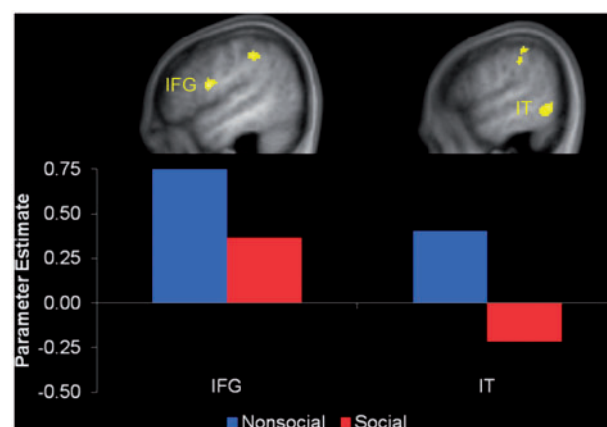 IFG
IT
Parameter Estimate
0.75
0.50
0.25
0.00
-0.25
-0.50
IFG IT
Nonsocial Social